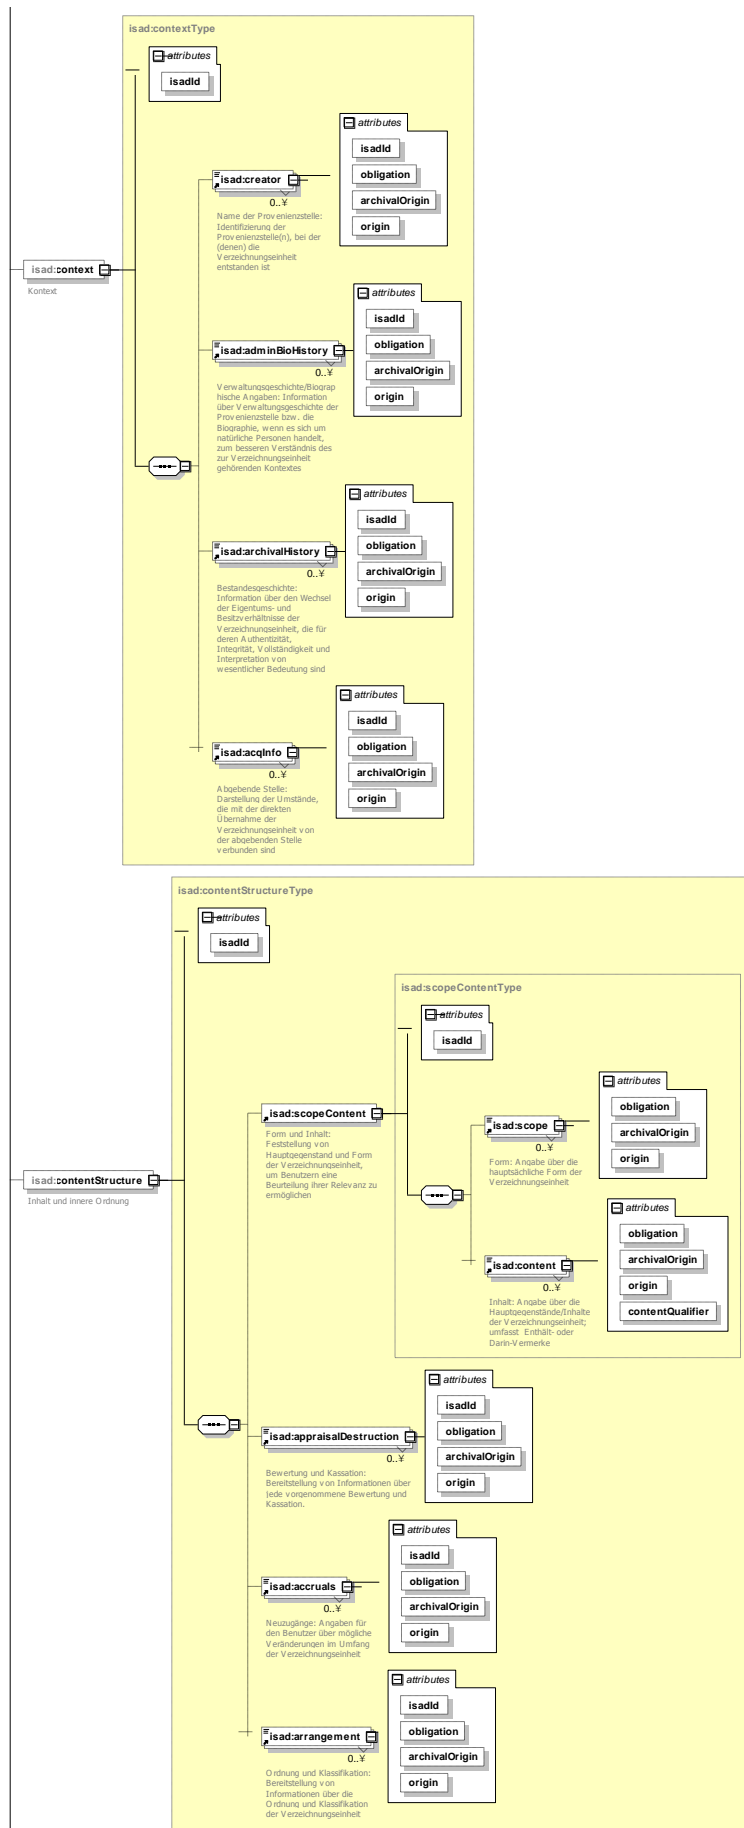 isad:contextType
attributes
isadId
attributes
isadId
isad:creator
obligation
0..¥
archivalOrigin
Name der Provenienzstelle:
Identifizierung der
origin
Provenienzstelle(n), bei der
(denen) die
Verzeichnungseinheit
entstanden ist
isad:context
Kontext
attributes
isadId
isad:adminBioHistory
obligation
0..¥
archivalOrigin
Verwaltungsgeschichte/Biograp
hische Angaben: Information
origin
über Verwaltungsgeschichte der
Provenienzstelle bzw. die
Biographie, wenn es sich um
natürliche Personen handelt,
zum besseren Verständnis des
zur Verzeichnungseinheit
gehörenden Kontextes
attributes
isadId
isad:archivalHistory
obligation
0..¥
archivalOrigin
Bestandesgeschichte:
Information über den Wechsel
origin
der Eigentums- und
Besitzverhältnisse der
Verzeichnungseinheit, die für
deren Authentizität,
Integrität, Vollständigkeit und
Interpretation von
wesentlicher Bedeutung sind
attributes
isadId
isad:acqInfo
obligation
0..¥
archivalOrigin
Abgebende Stelle:
Darstellung der Umstände,
origin
die mit der direkten
Übernahme der
Verzeichnungseinheit von
der abgebenden Stelle
verbunden sind
isad:contentStructureType
attributes
isadId
isad:scopeContentType
attributes
isadId
isad:scopeContent
Form und Inhalt:
Feststellung von
Hauptgegenstand und Form
der Verzeichnungseinheit,
um Benutzern eine
Beurteilung ihrer Relevanz zu
ermöglichen
attributes
obligation
isad:scope
archivalOrigin
0..¥
origin
Form: Angabe über die
hauptsächliche Form der
Verzeichnungseinheit
isad:contentStructure
Inhalt und innere Ordnung
attributes
obligation
archivalOrigin
isad:content
origin
0..¥
contentQualifier
Inhalt: Angabe über die
Hauptgegenstände/Inhalte
der Verzeichnungseinheit;
umfasst Enthält- oder
Darin-Vermerke
attributes
isadId
obligation
isad:appraisalDestruction
archivalOrigin
0..¥
origin
Bewertung und Kassation:
Bereitstellung von Informationen über
jede vorgenommene Bewertung und
Kassation.
attributes
isadId
obligation
isad:accruals
archivalOrigin
0..¥
origin
Neuzugänge: Angaben für
den Benutzer über mögliche
Veränderungen im Umfang
der Verzeichnungseinheit
attributes
isadId
obligation
isad:arrangement
archivalOrigin
0..¥
origin
Ordnung und Klassifikation:
Bereitstellung von
Informationen über die
Ordnung und Klassifikation
der Verzeichnungseinheit